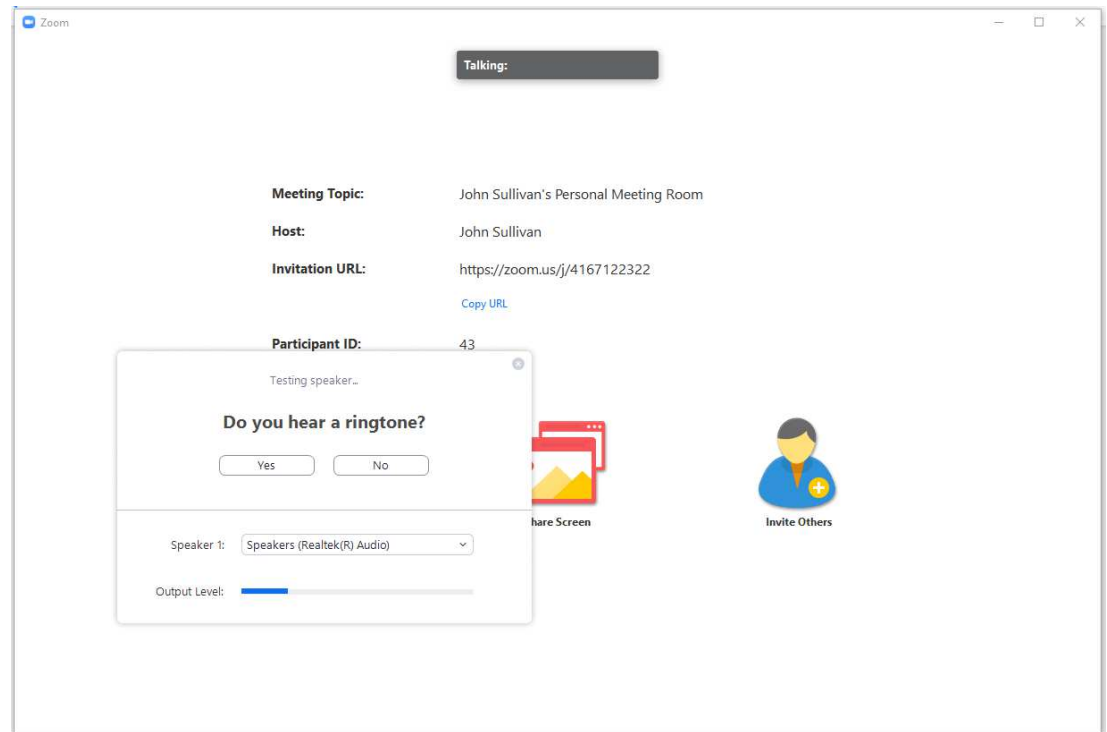 Zoom
Talking:
Meeting Topic: John Sullivan's Personal Meeting Room
Host: John Sullivan
Invitation URL: https://zoom.us/j/4167122322
Copy URL
Participant ID: 43
Testing speaker...
Do you hear a ringtone?
Yes No
hare Screen
Invite Others
Speaker 1: Speakers (Realtek(R) Audio)
Output Level: